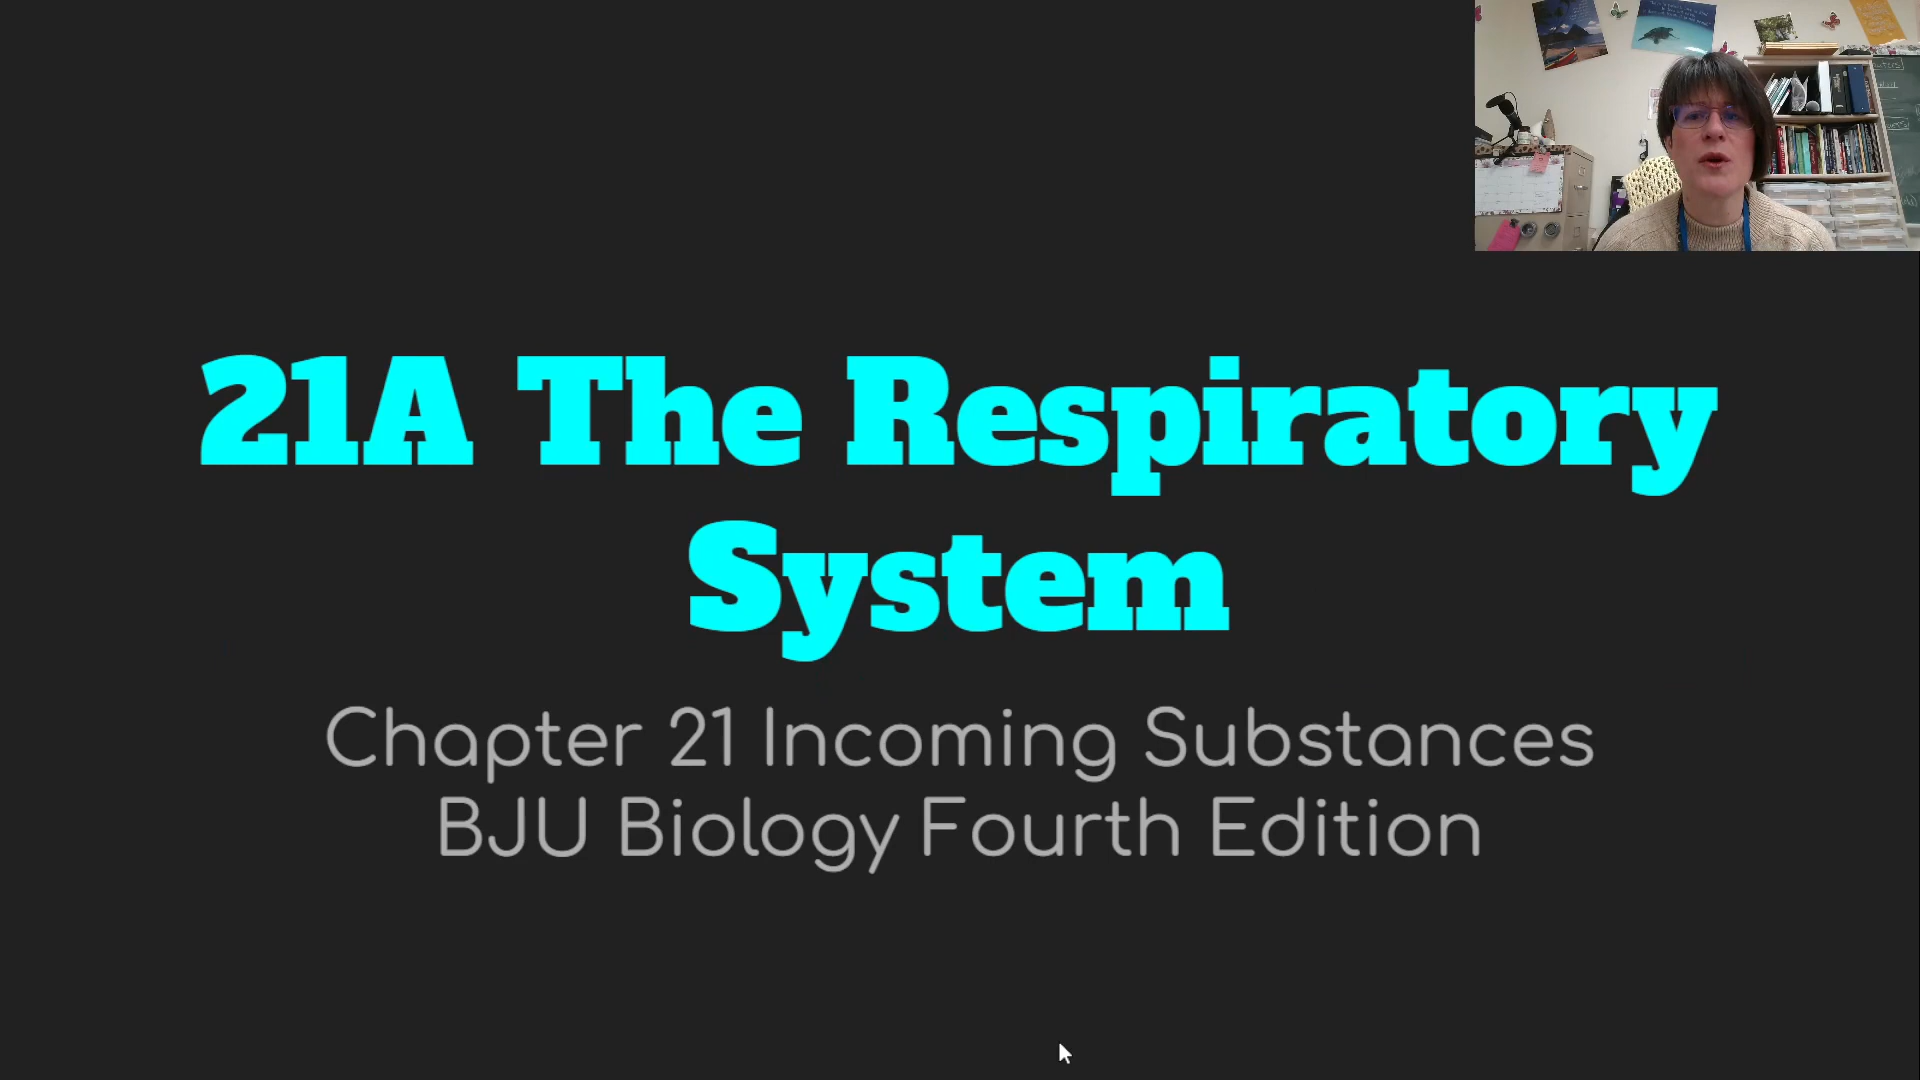 21A The Respiratory
System
Chapter 21 Incoming Substances
BJU Biology Fourth Edition